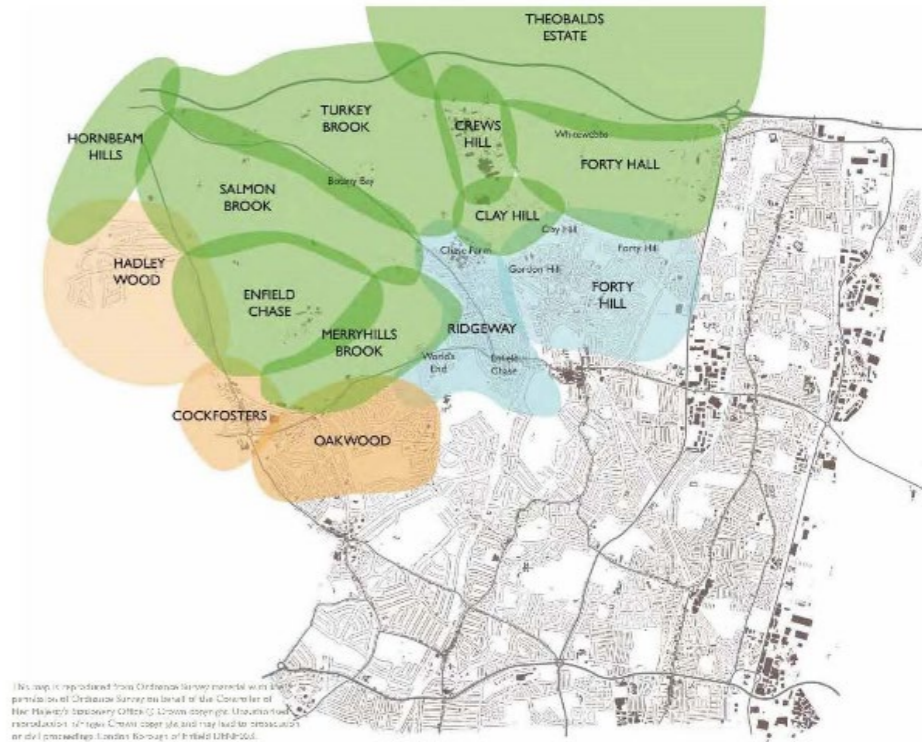 THEOBALDS
ESTATE
TURKEY
BROOK
CREWS
HILL
Whitewebbs
HORNBEAM
HILLS
FORTY HALL
Botany Bay
SALMON
BROOK
CLAY HILL
Clay Hill
Chase Farm
Forty Hill
HADLEY
WOOD
Gordon Hill
ENFIELD
CHASE
FORTY
HILL
MERRYHILLS
BROOK
RIDGEWAY
World's
End
Enfield
Chase
COCKFOSTERS
OAKWOOD
This map is reproduced from Ordnance Survey material with the
permission of Ordnance Survey on behalf of the Controller of
Her Majesty's Stationery Office © Crown copyright. Unauthorised
reproduction infringes Crown copyright and may lead to prosecution
or civil proceedings. London Borough of Enfield